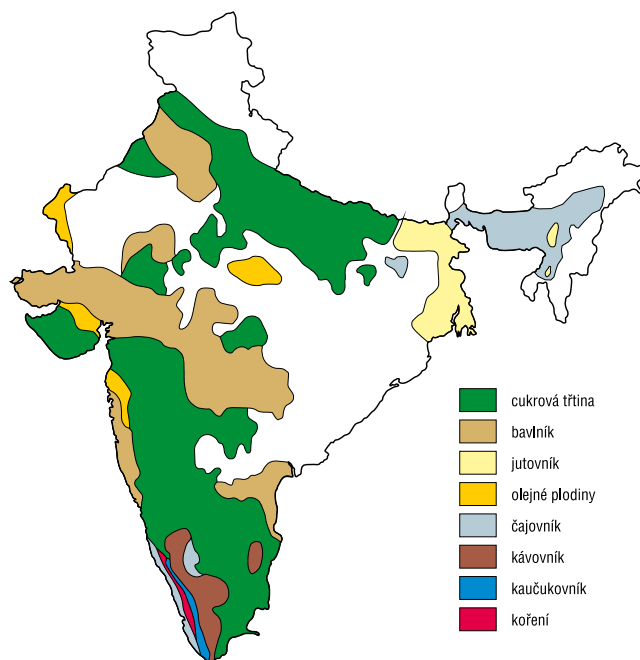 cukrová třtina
bavlník
jutovník
olejné plodiny
čajovník
kávovník
kaučukovník
koření